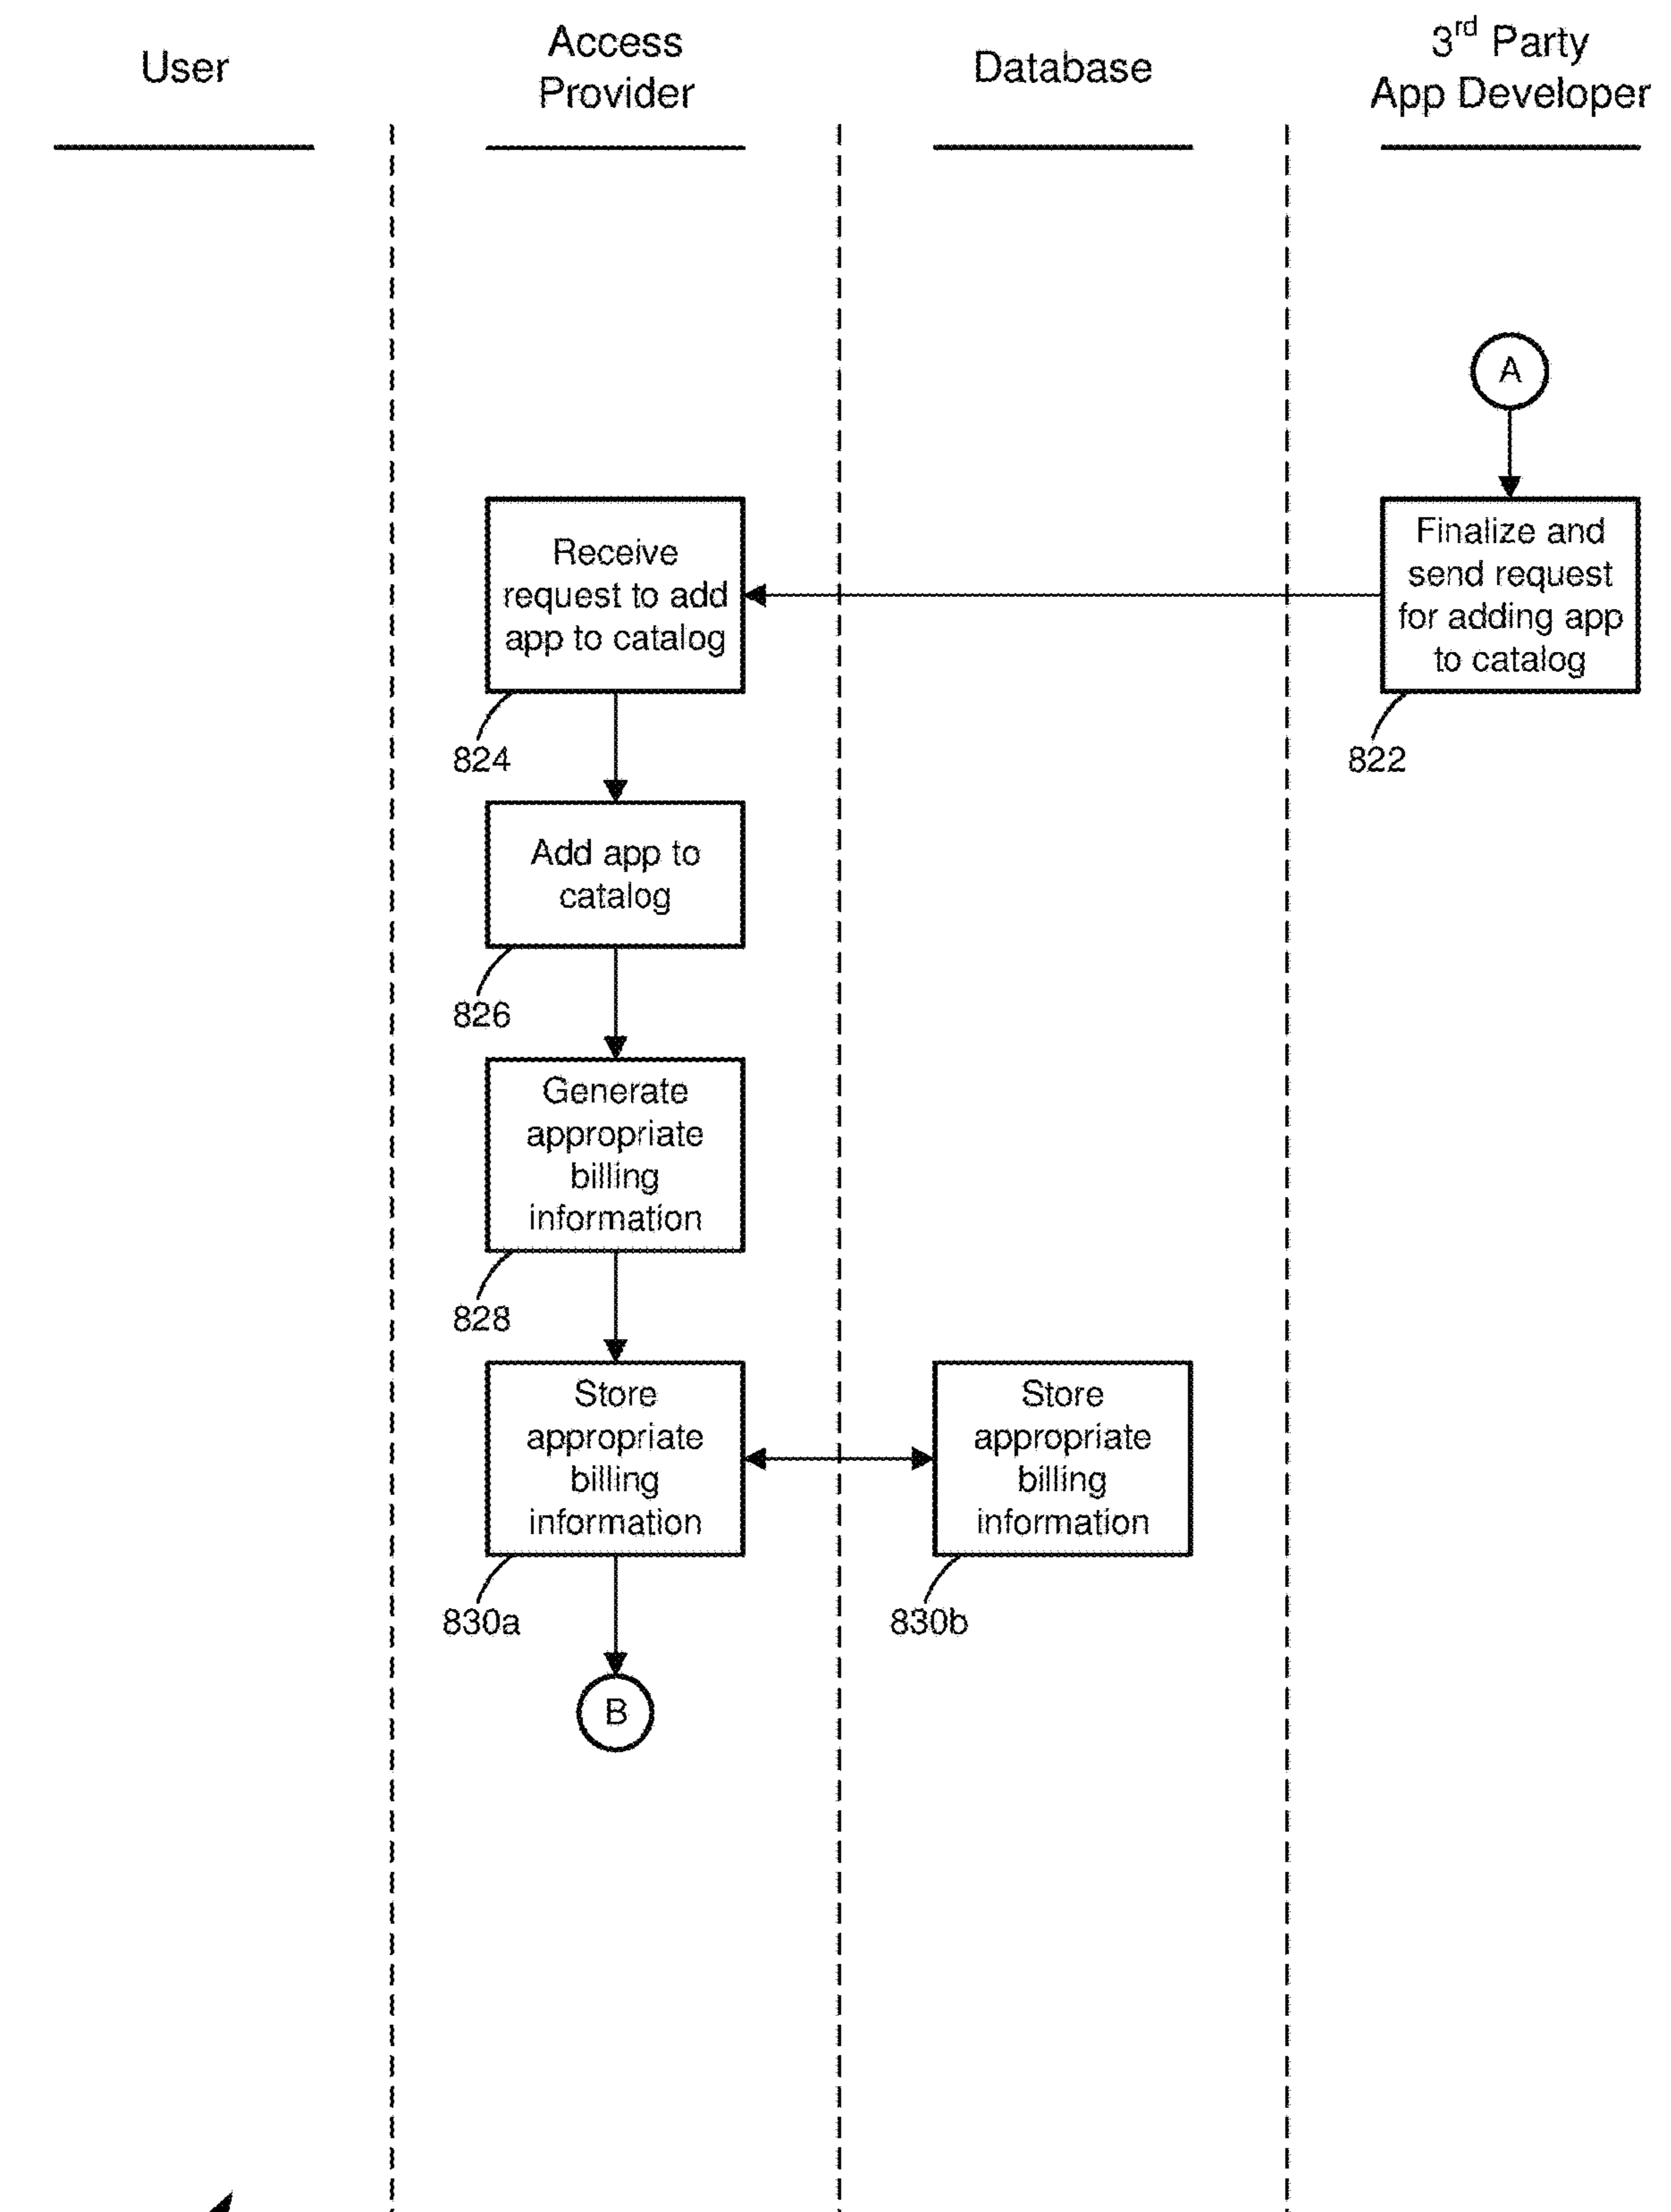 User
Access
Provider
Database
3rd Party
App Developer
A
Receive
request to add
app to catalog
Finalize and
send request
for adding app
to catalog
824
822
Add app to
catalog
826
Generate
appropriate
billing
information
828
Store
appropriate
billing
information
Store
appropriate
billing
information
830a
830b
B